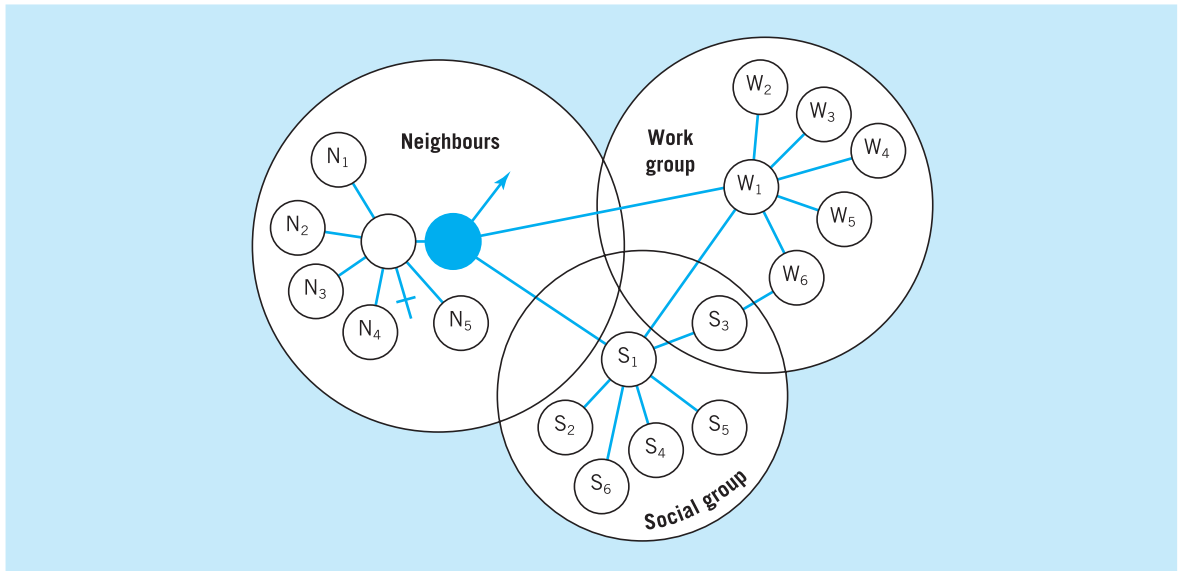 Neighbours
N₁
N₂
N₃
N₄
N₅
Work
group
W₂
W₃
W₄
W₁
W₅
W₆
S₃
S₁
S₂
S₅
S₄
S₆
Social group